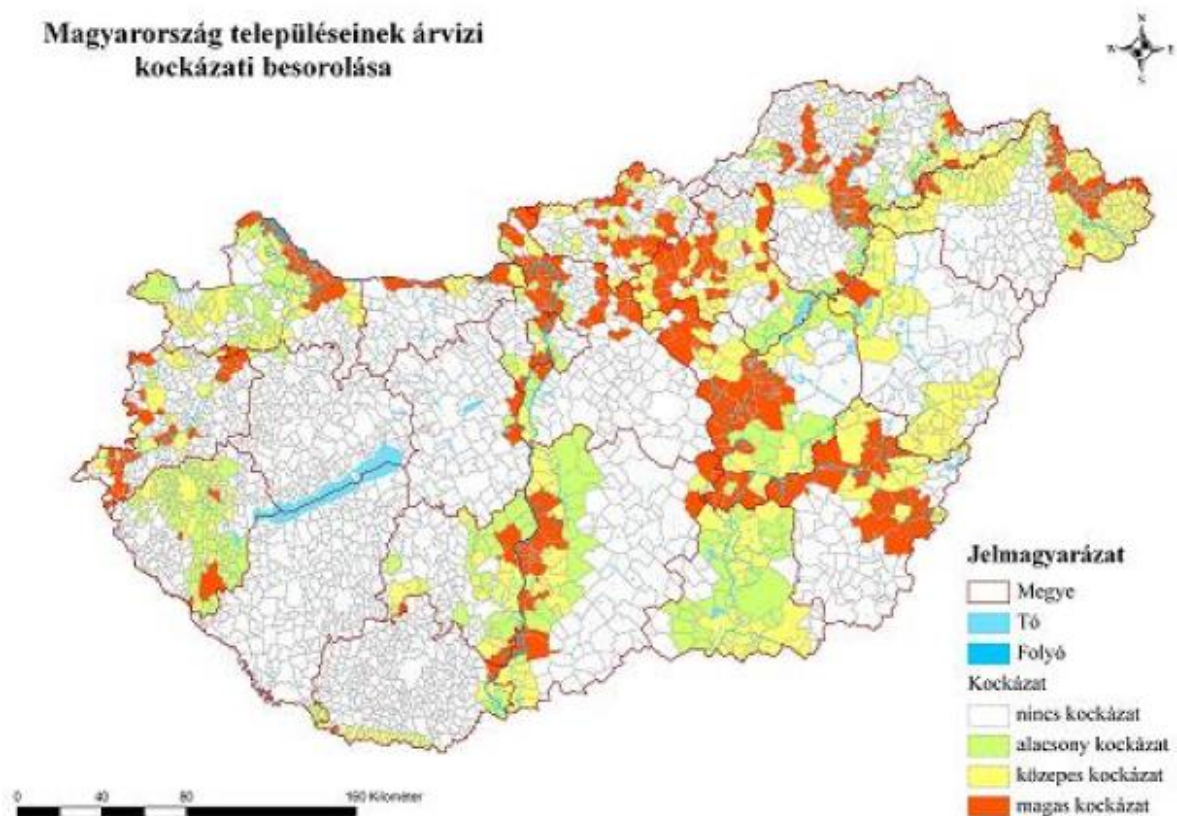 Magyarország településeinek árvizi
kockázati besorolása
N
W E
S
Jelmagyarázat
Megye
Tó
Folyó
Kockázat
nincs kockázat
alacsony kockázat
közepes kockázat
magas kockázat
0 40 80 160 Kilométer